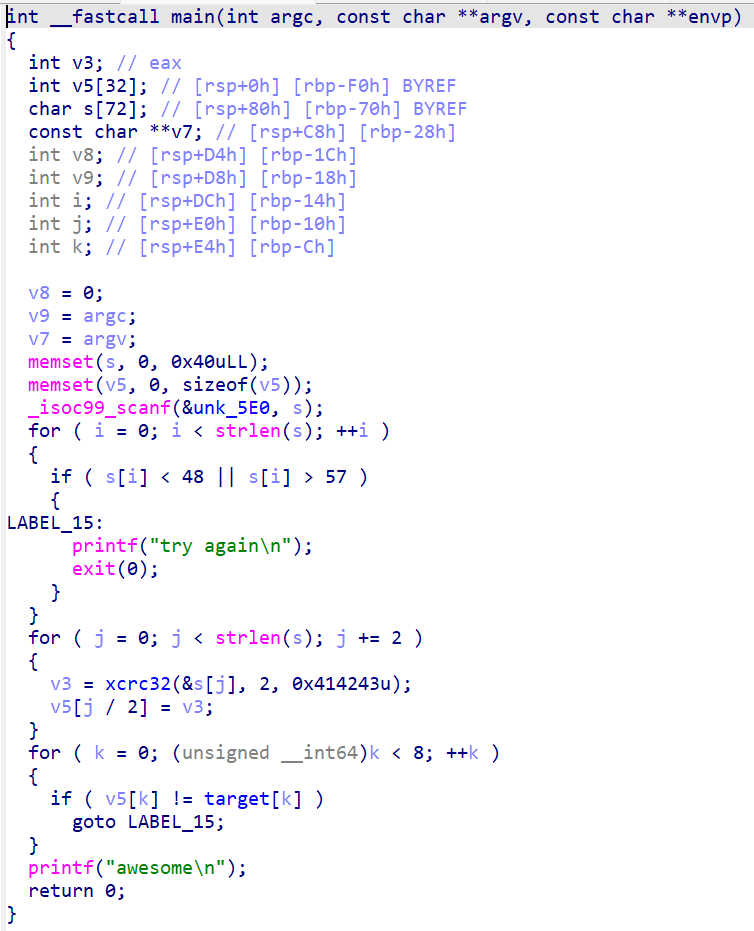 int __fastcall main(int argc, const char **argv, const char **envp)
{
  int v3; // eax
  int v5[32]; // [rsp+0h] [rbp-F0h] BYREF
  char s[72]; // [rsp+80h] [rbp-70h] BYREF
  const char **v7; // [rsp+C8h] [rbp-28h]
  int v8; // [rsp+D4h] [rbp-1Ch]
  int v9; // [rsp+D8h] [rbp-18h]
  int i; // [rsp+DCh] [rbp-14h]
  int j; // [rsp+E0h] [rbp-10h]
  int k; // [rsp+E4h] [rbp-Ch]

  v8 = 0;
  v9 = argc;
  v7 = argv;
  memset(s, 0, 0x40uLL);
  memset(v5, 0, sizeof(v5));
  _isoc99_scanf(&unk_5E0, s);
  for ( i = 0; i < strlen(s); ++i )
  {
    if ( s[i] < 48 || s[i] > 57 )
    {
LABEL_15:
      printf("try again\n");
      exit(0);
    }
  }
  for ( j = 0; j < strlen(s); j += 2 )
  {
    v3 = xcrc32(&s[j], 2, 0x414243u);
    v5[j / 2] = v3;
  }
  for ( k = 0; (unsigned __int64)k < 8; ++k )
  {
    if ( v5[k] != target[k] )
      goto LABEL_15;
  }
  printf("awesome\n");
  return 0;
}